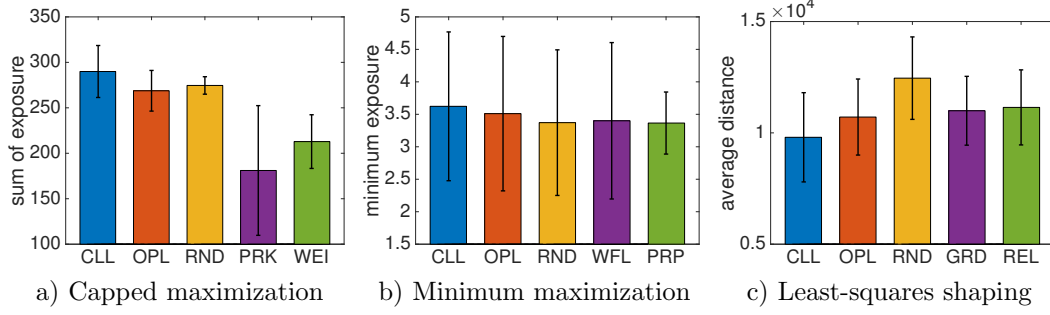 sum of exposure
350
300
250
200
150
100
CLL OPL RND PRK WEI
a) Capped maximization
minimum exposure
5
4.5
4
3.5
3
2.5
2
1.5
CLL OPL RND WFL PRP
b) Minimum maximization
average distance
×10⁴
1.5
1
0.5
CLL OPL RND GRD REL
c) Least-squares shaping